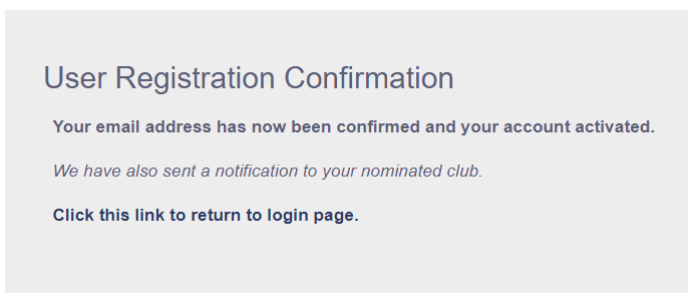 User Registration Confirmation
Your email address has now been confirmed and your account activated.
We have also sent a notification to your nominated club.
Click this link to return to login page.